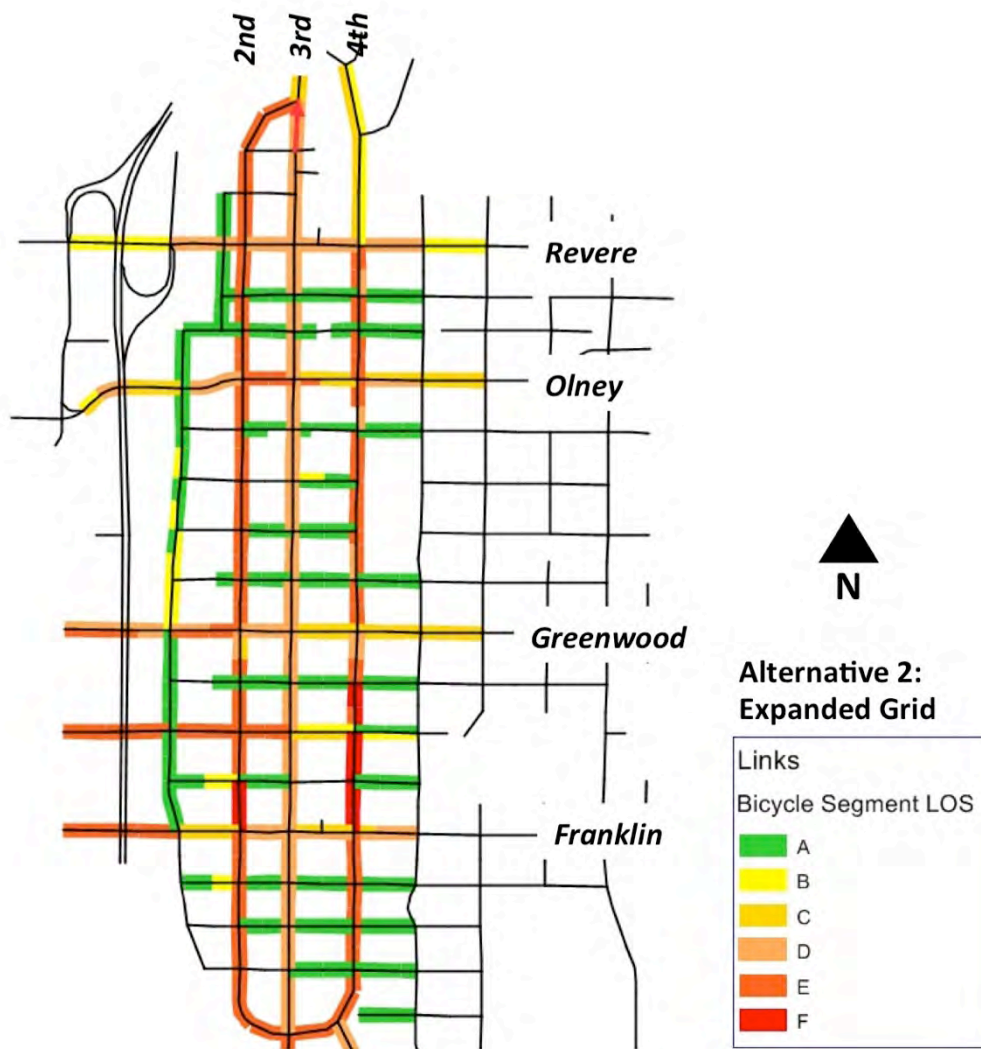 2nd
3rd
4th
Revere
Olney
Greenwood
Franklin
N
Alternative 2:
Expanded Grid
Links
Bicycle Segment LOS
A
B
C
D
E
F